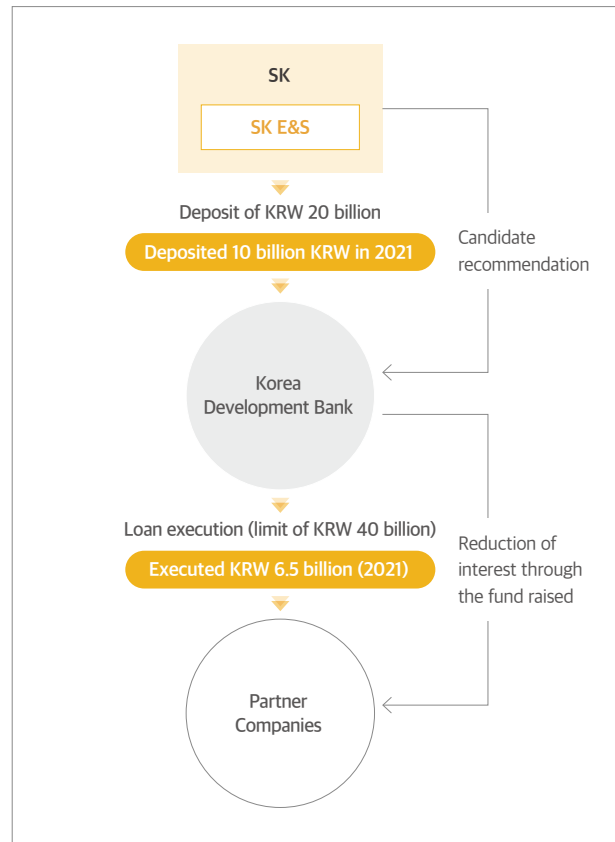 SK
SK E&S
Deposit of KRW 20 billion
Deposited 10 billion KRW in 2021
Candidate
recommendation
Korea
Development Bank
Loan execution (limit of KRW 40 billion)
Executed KRW 6.5 billion (2021)
Reduction of
interest through
the fund raised
Partner
Companies